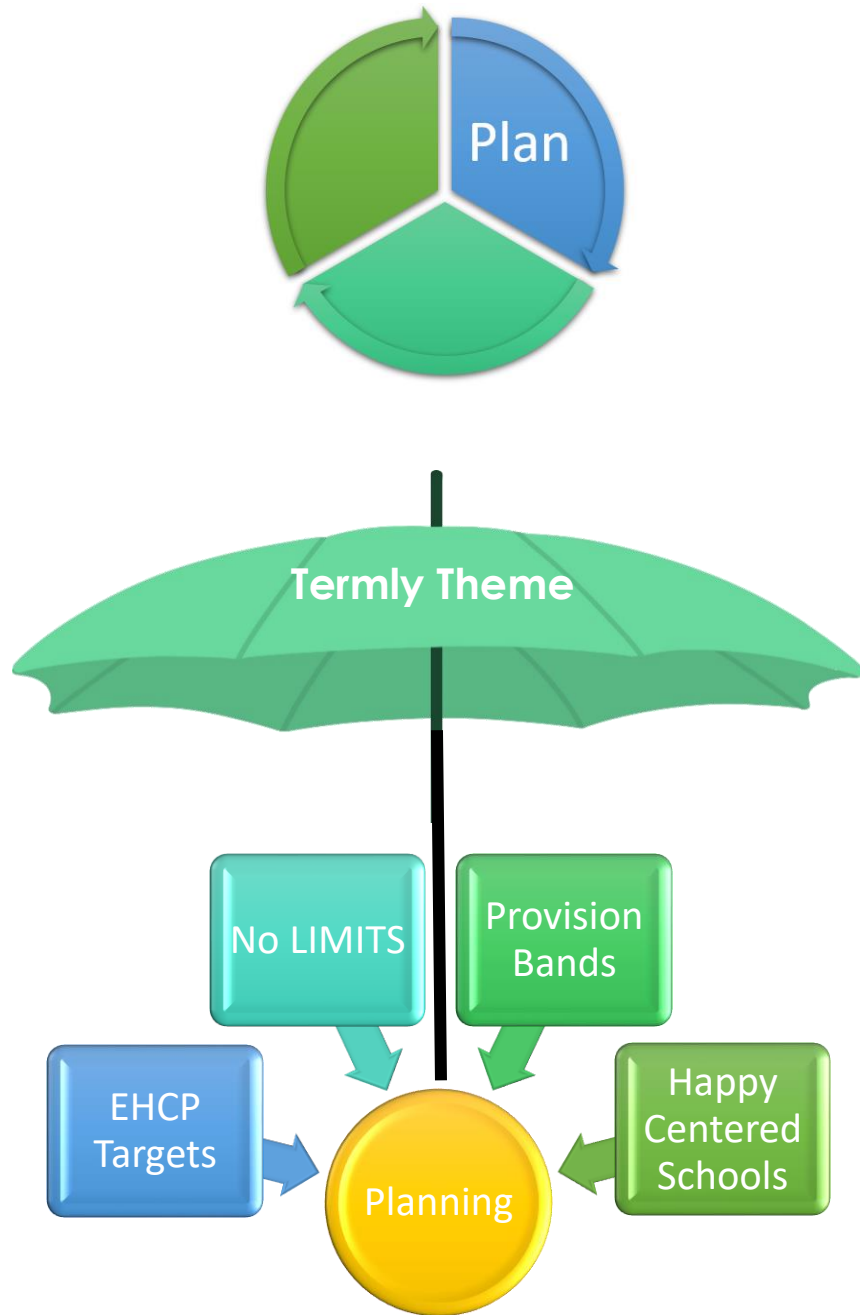 Plan
Termly Theme
No LIMITS
Provision
Bands
EHCP
Targets
Happy
Centered
Schools
Planning